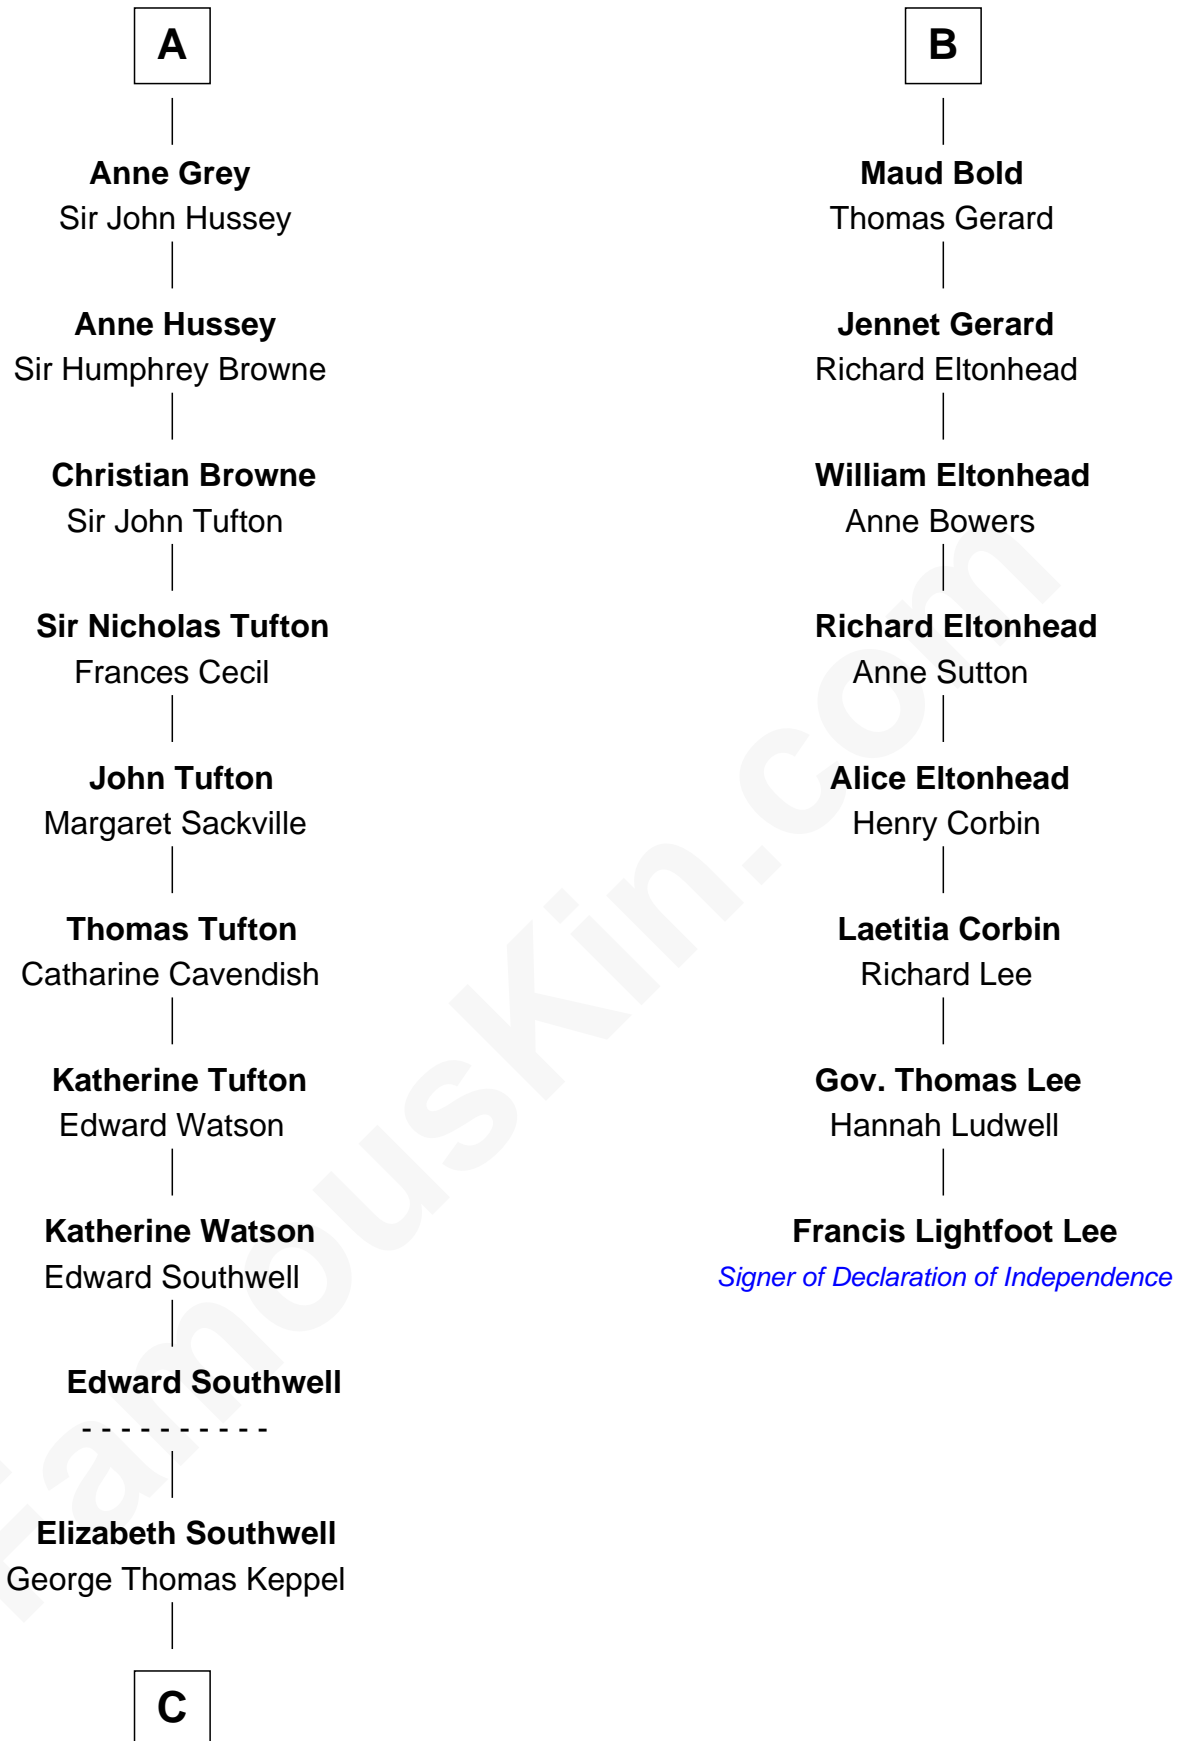 A
Anne Grey
Sir John Hussey
Anne Hussey
Sir Humphrey Browne
Christian Browne
Sir John Tufton
Sir Nicholas Tufton
Frances Cecil
John Tufton
Margaret Sackville
Thomas Tufton
Catharine Cavendish
Katherine Tufton
Edward Watson
Katherine Watson
Edward Southwell
Edward Southwell
- - - - - - - - - -
Elizabeth Southwell
George Thomas Keppel
C
B
Maud Bold
Thomas Gerard
Jennet Gerard
Richard Eltonhead
William Eltonhead
Anne Bowers
Richard Eltonhead
Anne Sutton
Alice Eltonhead
Henry Corbin
Laetitia Corbin
Richard Lee
Gov. Thomas Lee
Hannah Ludwell
Francis Lightfoot Lee
Signer of Declaration of Independence
FamousKin.com